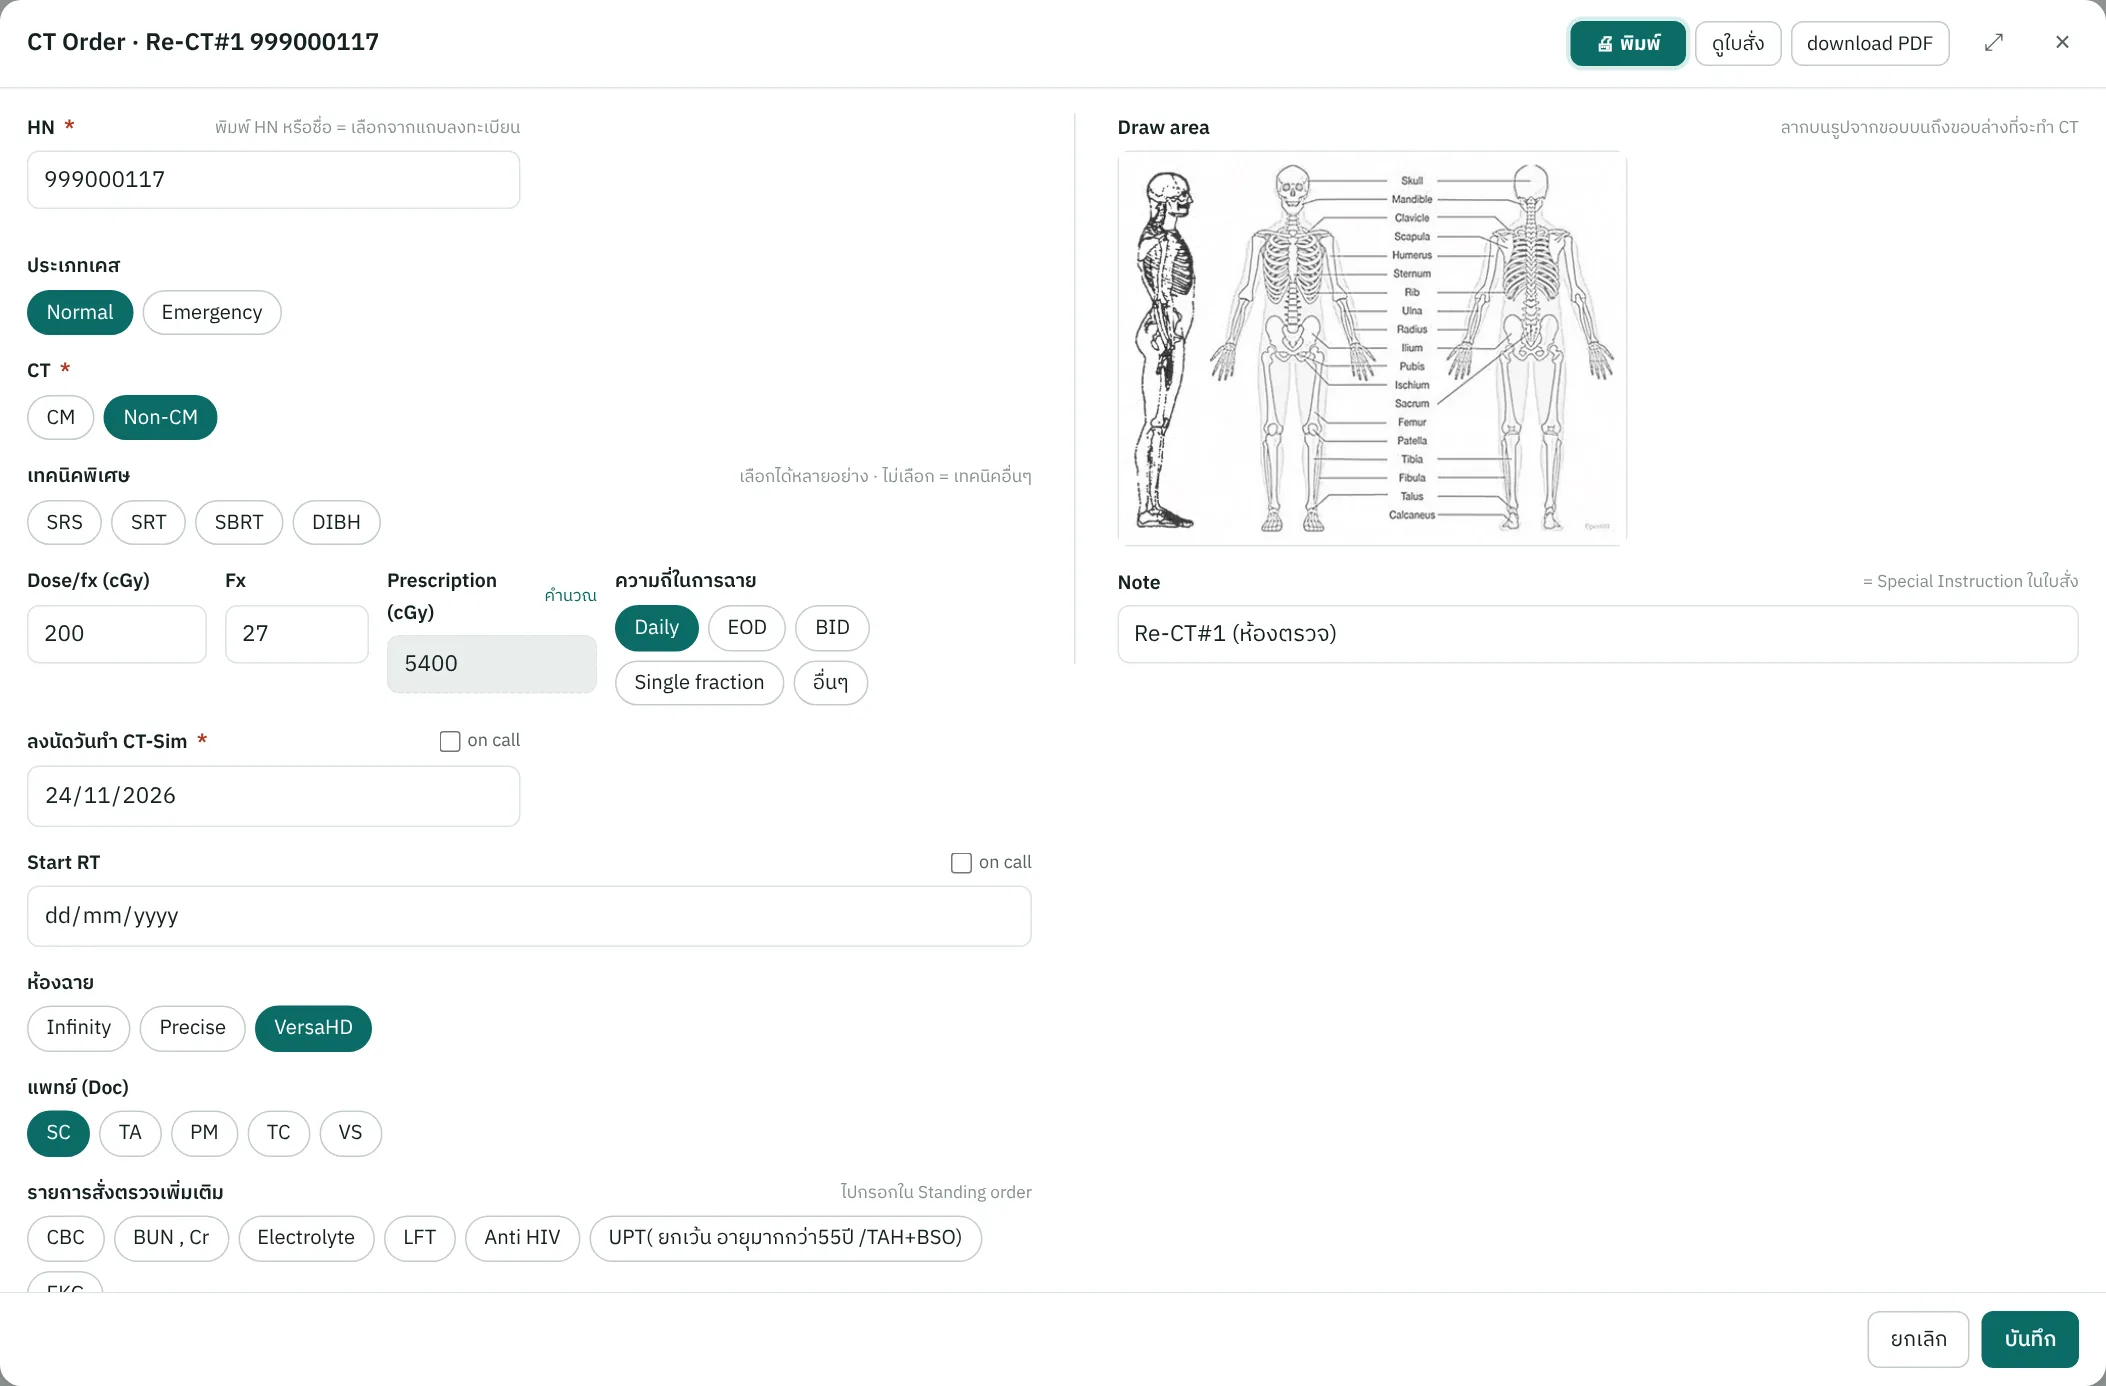 CT Order · Re-CT#1 999000117
พิมพ์
ดูใบสั่ง
download PDF
HN *
พิมพ์ HN หรือชื่อ = เลือกจากแถบลงทะเบียน
999000117
ประเภทเคส
Normal
Emergency
CT *
CM
Non-CM
เทคนิคพิเศษ
เลือกได้หลายอย่าง · ไม่เลือก = เทคนิคอื่นๆ
SRS
SRT
SBRT
DIBH
Dose/fx (cGy)
200
Fx
27
Prescription
(cGy)
คำนวณ
5400
ความถี่ในการฉาย
Daily
EOD
BID
Single fraction
อื่นๆ
ลงนัดวันทำ CT-Sim *
on call
24/11/2026
Start RT
on call
dd/mm/yyyy
ห้องฉาย
Infinity
Precise
VersaHD
แพทย์ (Doc)
SC
TA
PM
TC
VS
รายการสั่งตรวจเพิ่มเติม
ไปกรอกใน Standing order
CBC
BUN , Cr
Electrolyte
LFT
Anti HIV
UPT( ยกเว้น อายุมากกว่า55ปี /TAH+BSO)
Draw area
ลากบนรูปจากขอบบนถึงขอบล่างที่จะทำ CT
Skull
Mandible
Clavicle
Scapula
Humerus
Sternum
Rib
Ulna
Radius
Ilium
Pubis
Ischium
Sacrum
Femur
Patella
Tibia
Fibula
Talus
Calcaneus
Note
= Special Instruction ในใบสั่ง
Re-CT#1 (ห้องตรวจ)
ยกเลิก
บันทึก